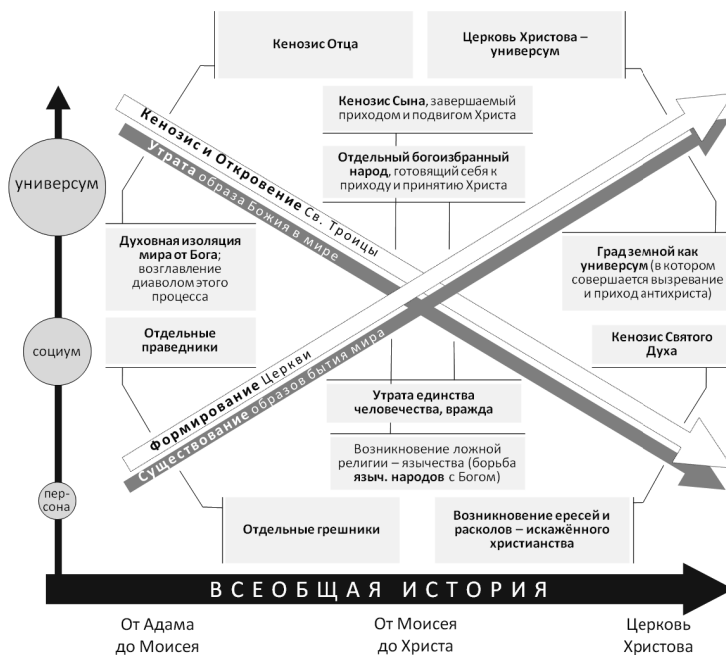 Кенозис Отца
Церковь Христова –
универсум
Кенозис Сына, завершаемый
приходом и подвигом Христа
Отдельный богоизбранный
народ, готовящий себя к
приходу и принятию Христа
Кенозис и Откровение Св. Троицы
Утрата образа Божия в мире
универсум
Духовная изоляция
мира от Бога;
возглавление
диаволом этого
процесса
Град земной как
универсум (в котором
совершается вызревание
и приход антихриста)
социум
Отдельные
праведники
Кенозис Святого
Духа
Формирование Церкви
Существование образов бытия мира
Утрата единства
человечества, вражда
Возникновение ложной
религии – язычества (борьба
языч. народов с Богом)
пер-
сона
Отдельные грешники
Возникновение ересей и
расколов – искажённого
христианства
ВСЕОБЩАЯ ИСТОРИЯ
От Адама
до Моисея
От Моисея
до Христа
Церковь
Христова